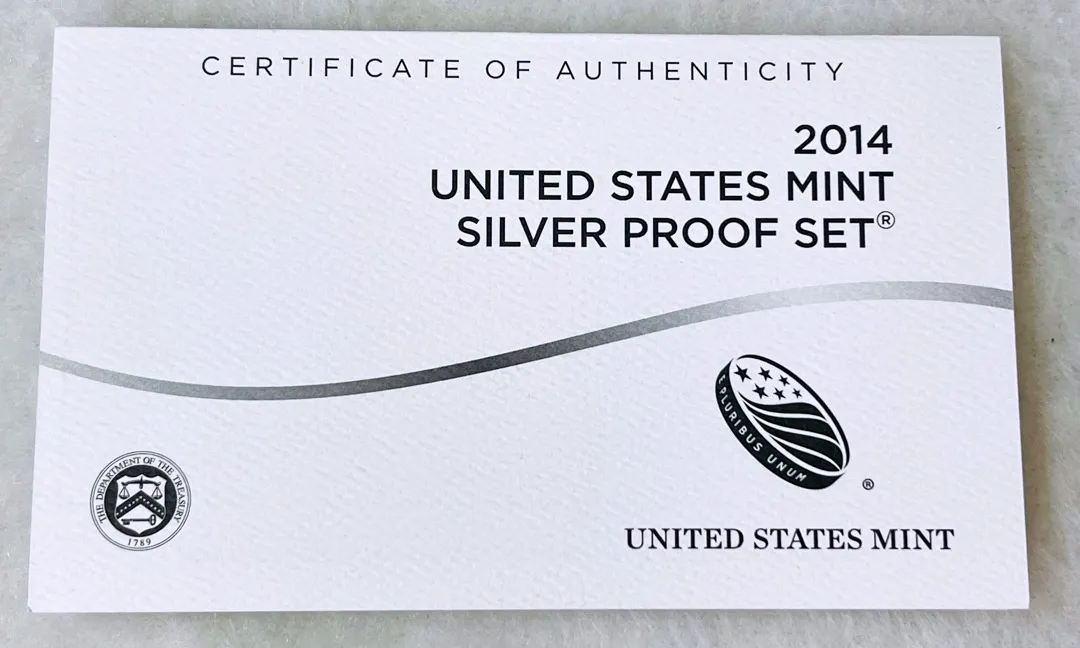 CERTIFICATE OF AUTHENTICITY
2014
UNITED STATES MINT
SILVER PROOF SET®
E PLURIBUS UNUM
®
THE DEPARTMENT OF THE TREASURY
1789
UNITED STATES MINT